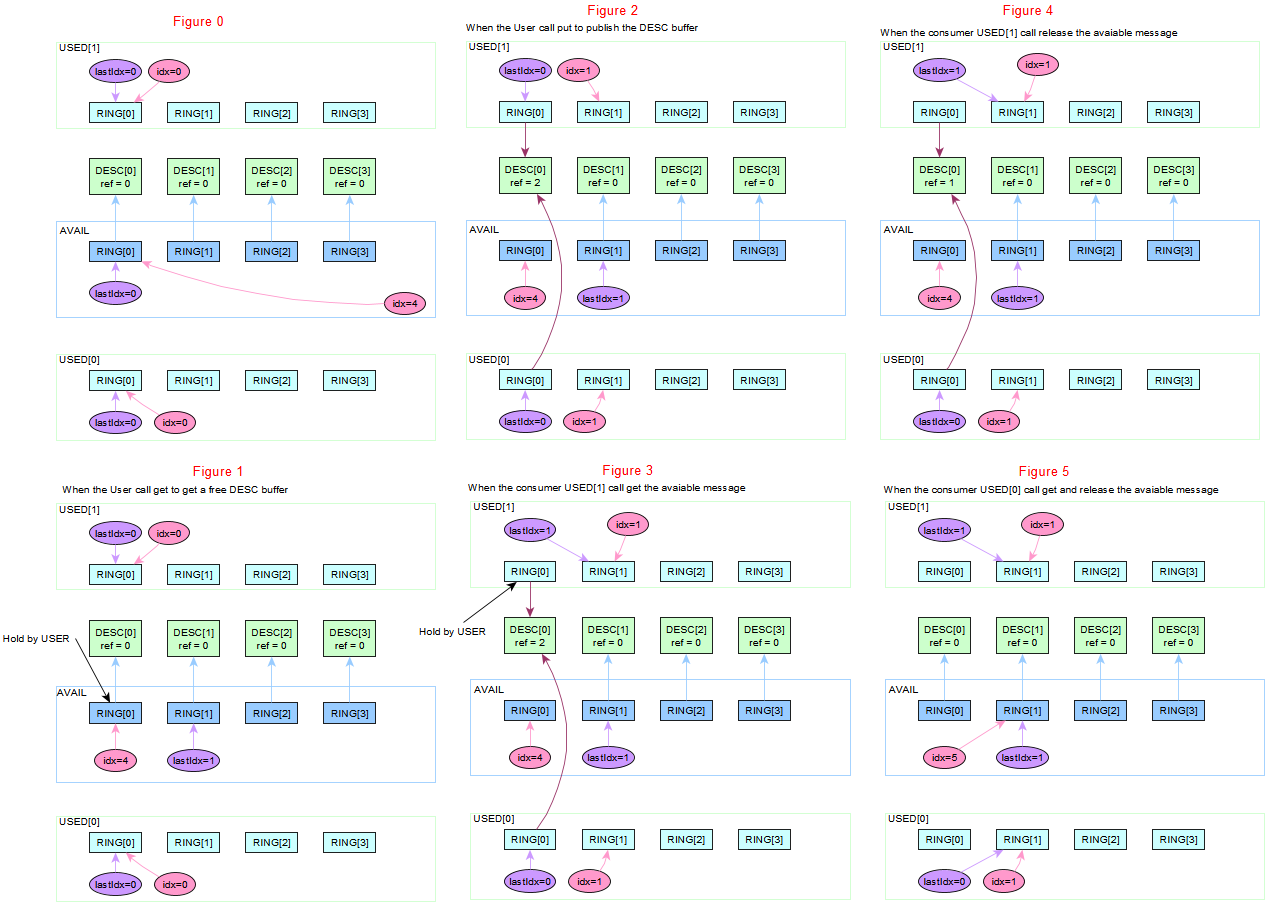 Figure 0
USED[1]
lastIdx=0 idx=0
RING[0] RING[1] RING[2] RING[3]
DESC[0] DESC[1] DESC[2] DESC[3]
ref = 0 ref = 0 ref = 0 ref = 0
AVAIL
RING[0] RING[1] RING[2] RING[3]
lastIdx=0 idx=4
USED[0]
RING[0] RING[1] RING[2] RING[3]
lastIdx=0 idx=0
Figure 2
When the User call put to publish the DESC buffer
USED[1]
lastIdx=0 idx=1
RING[0] RING[1] RING[2] RING[3]
DESC[0] DESC[1] DESC[2] DESC[3]
ref = 2 ref = 0 ref = 0 ref = 0
AVAIL
RING[0] RING[1] RING[2] RING[3]
idx=4 lastIdx=1
USED[0]
RING[0] RING[1] RING[2] RING[3]
lastIdx=0 idx=1
Figure 4
When the consumer USED[1] call release the avaiable message
USED[1]
lastIdx=1 idx=1
RING[0] RING[1] RING[2] RING[3]
DESC[0] DESC[1] DESC[2] DESC[3]
ref = 1 ref = 0 ref = 0 ref = 0
AVAIL
RING[0] RING[1] RING[2] RING[3]
idx=4 lastIdx=1
USED[0]
RING[0] RING[1] RING[2] RING[3]
lastIdx=0 idx=1
Figure 1
When the User call get to get a free DESC buffer
USED[1]
lastIdx=0 idx=0
RING[0] RING[1] RING[2] RING[3]
DESC[0] DESC[1] DESC[2] DESC[3]
Hold by USER
ref = 0 ref = 0 ref = 0 ref = 0
AVAIL
RING[0] RING[1] RING[2] RING[3]
idx=4 lastIdx=1
USED[0]
RING[0] RING[1] RING[2] RING[3]
lastIdx=0 idx=0
Figure 3
When the consumer USED[1] call get the avaiable message
USED[1]
lastIdx=1 idx=1
RING[0] RING[1] RING[2] RING[3]
Hold by USER
DESC[0] DESC[1] DESC[2] DESC[3]
ref = 2 ref = 0 ref = 0 ref = 0
AVAIL
RING[0] RING[1] RING[2] RING[3]
idx=4 lastIdx=1
USED[0]
RING[0] RING[1] RING[2] RING[3]
lastIdx=0 idx=1
Figure 5
When the consumer USED[0] call get and release the avaiable message
USED[1]
lastIdx=1 idx=1
RING[0] RING[1] RING[2] RING[3]
DESC[0] DESC[1] DESC[2] DESC[3]
ref = 0 ref = 0 ref = 0 ref = 0
AVAIL
RING[0] RING[1] RING[2] RING[3]
idx=5 lastIdx=1
USED[0]
RING[0] RING[1] RING[2] RING[3]
lastIdx=0 idx=1